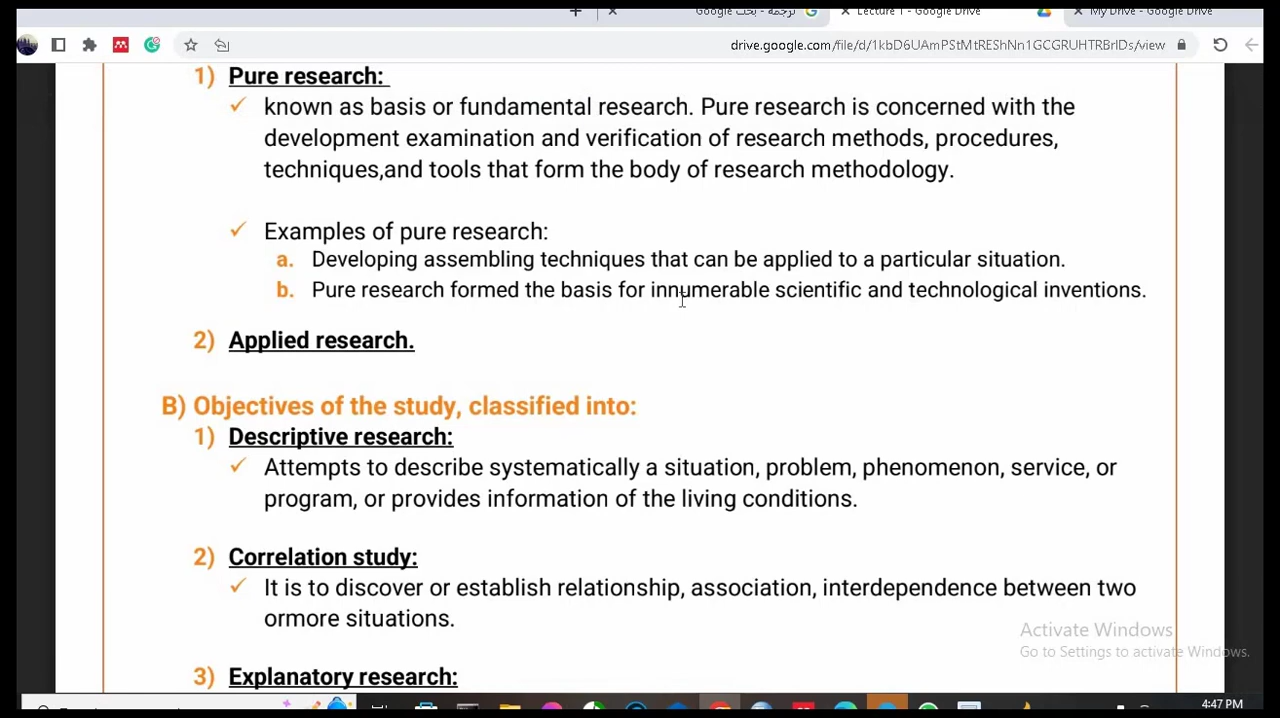 ترجمة - بحث Google
Lecture 1 - Google Drive
My Drive - Google Drive
drive.google.com/file/d/1kbD6UAmPStMtREShNn1GCGRUHTRBrIDs/view
1) Pure research:
✓ known as basis or fundamental research. Pure research is concerned with the
development examination and verification of research methods, procedures,
techniques,and tools that form the body of research methodology.
✓ Examples of pure research:
a. Developing assembling techniques that can be applied to a particular situation.
b. Pure research formed the basis for innumerable scientific and technological inventions.
2) Applied research.
B) Objectives of the study, classified into:
1) Descriptive research:
✓ Attempts to describe systematically a situation, problem, phenomenon, service, or
program, or provides information of the living conditions.
2) Correlation study:
✓ It is to discover or establish relationship, association, interdependence between two
ormore situations.
Activate Windows
Go to Settings to activate Windows.
3) Explanatory research:
4:47 PM